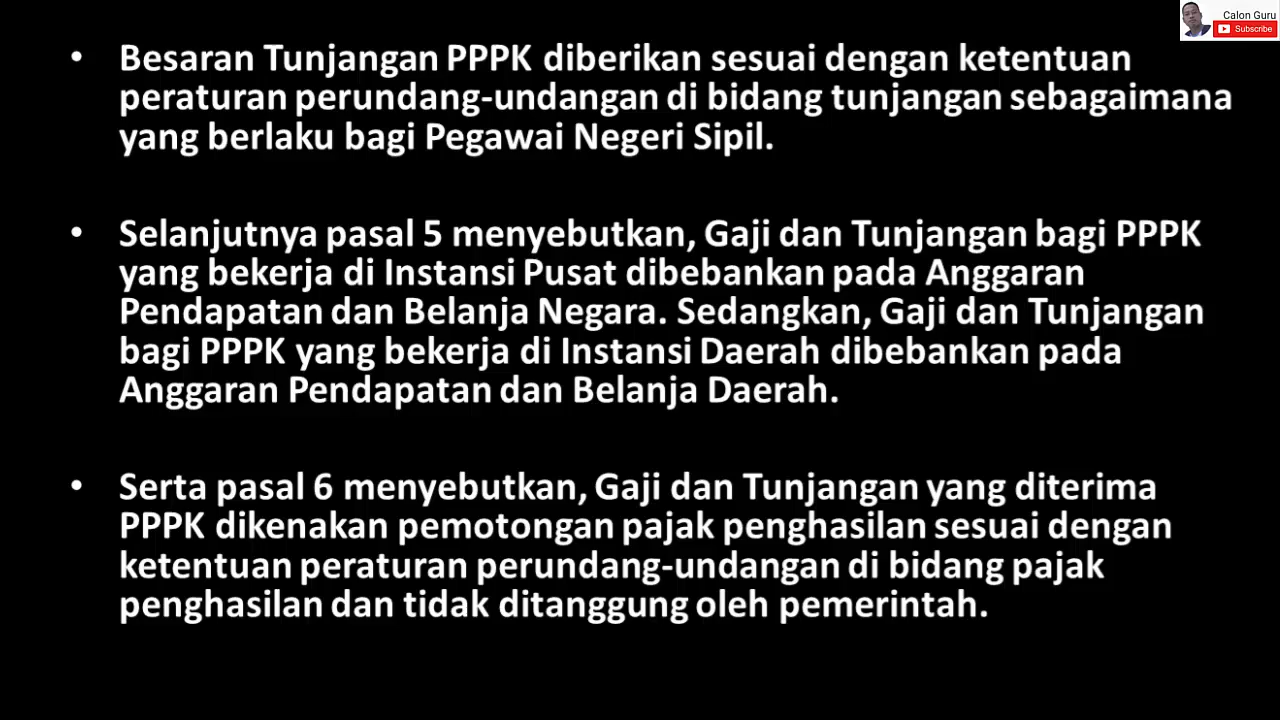 Calon Guru
Subscribe
• Besaran Tunjangan PPPK diberikan sesuai dengan ketentuan
peraturan perundang-undangan di bidang tunjangan sebagaimana
yang berlaku bagi Pegawai Negeri Sipil.
• Selanjutnya pasal 5 menyebutkan, Gaji dan Tunjangan bagi PPPK
yang bekerja di Instansi Pusat dibebankan pada Anggaran
Pendapatan dan Belanja Negara. Sedangkan, Gaji dan Tunjangan
bagi PPPK yang bekerja di Instansi Daerah dibebankan pada
Anggaran Pendapatan dan Belanja Daerah.
• Serta pasal 6 menyebutkan, Gaji dan Tunjangan yang diterima
PPPK dikenakan pemotongan pajak penghasilan sesuai dengan
ketentuan peraturan perundang-undangan di bidang pajak
penghasilan dan tidak ditanggung oleh pemerintah.